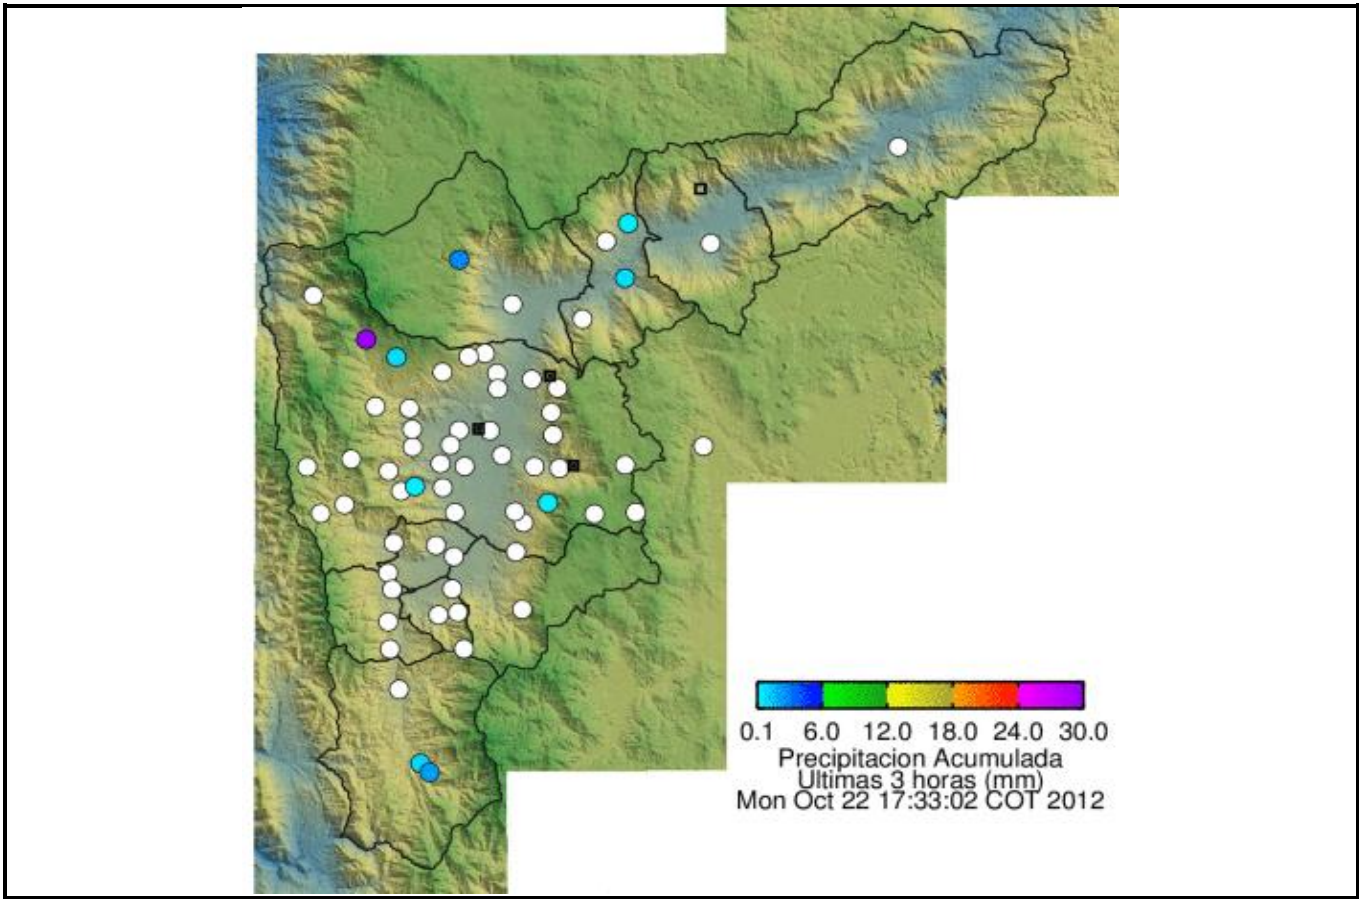 0.1 6.0 12.0 18.0 24.0 30.0
Precipitacion Acumulada
Ultimas 3 horas (mm)
Mon Oct 22 17:33:02 COT 2012